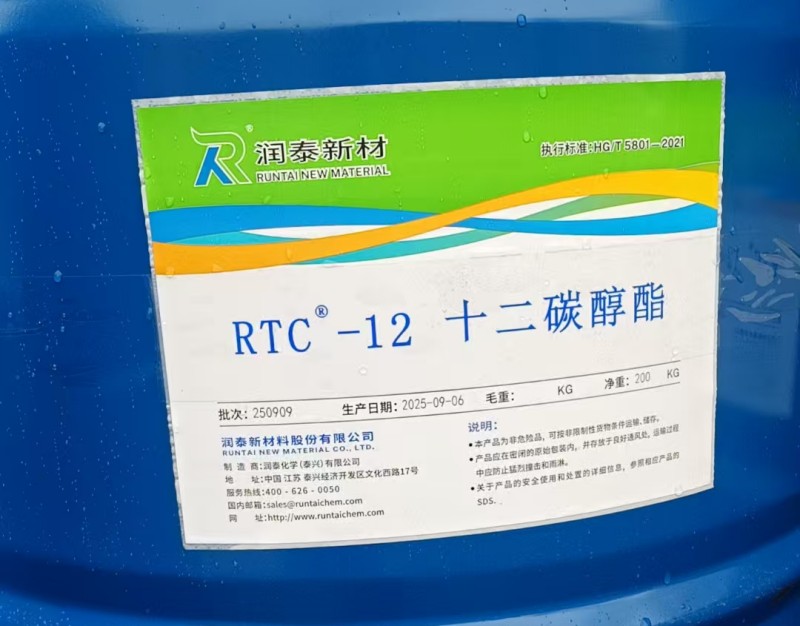 润泰新材
RUNTAI NEW MATERIAL
执行标准:HG/T 5801-2021
RTC®-12 十二碳醇酯
批次: 250909 生产日期: 2025-09-06 毛重: KG 净重: 200 KG
润泰新材料股份有限公司
RUNTAI NEW MATERIAL CO., LTD.
制 造 商:润泰化学(泰兴)有限公司
地 址:中国 江苏 泰兴经济开发区文化西路17号
服务热线:400-626-0050
国内邮箱:sales@runtaichem.com
网 址:http://www.runtaichem.com
说明:
●本产品为非危险品, 可按非限制性货物条件运输、储存。
●产品应在密闭的原始包装内, 并存放于良好通风处, 运输过程
中应防止猛烈撞击和雨淋。
●关于产品的安全使用和处置的详细信息, 参照相应产品的
SDS.